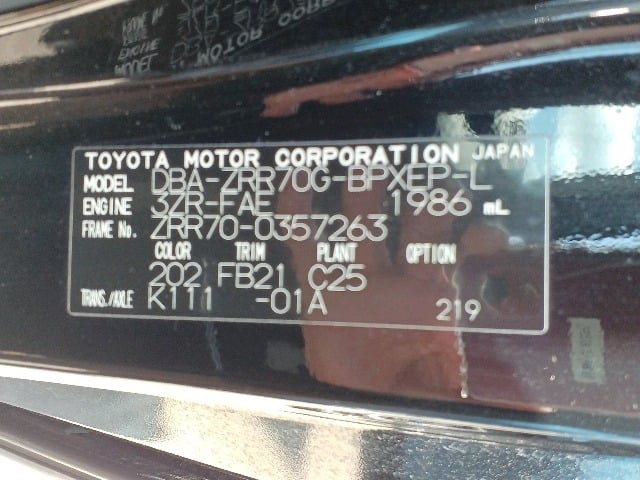 TOYOTA MOTOR CORPORATION JAPAN
MODEL DBA-ZRR70G-BPXEP-L
ENGINE 3ZR-FAE 1986 mL
FRAME No. ZRR70-0357263
COLOR TRIM PLANT OPTION
202 FB21 C25
TRANS./AXLE K111 -01A 219